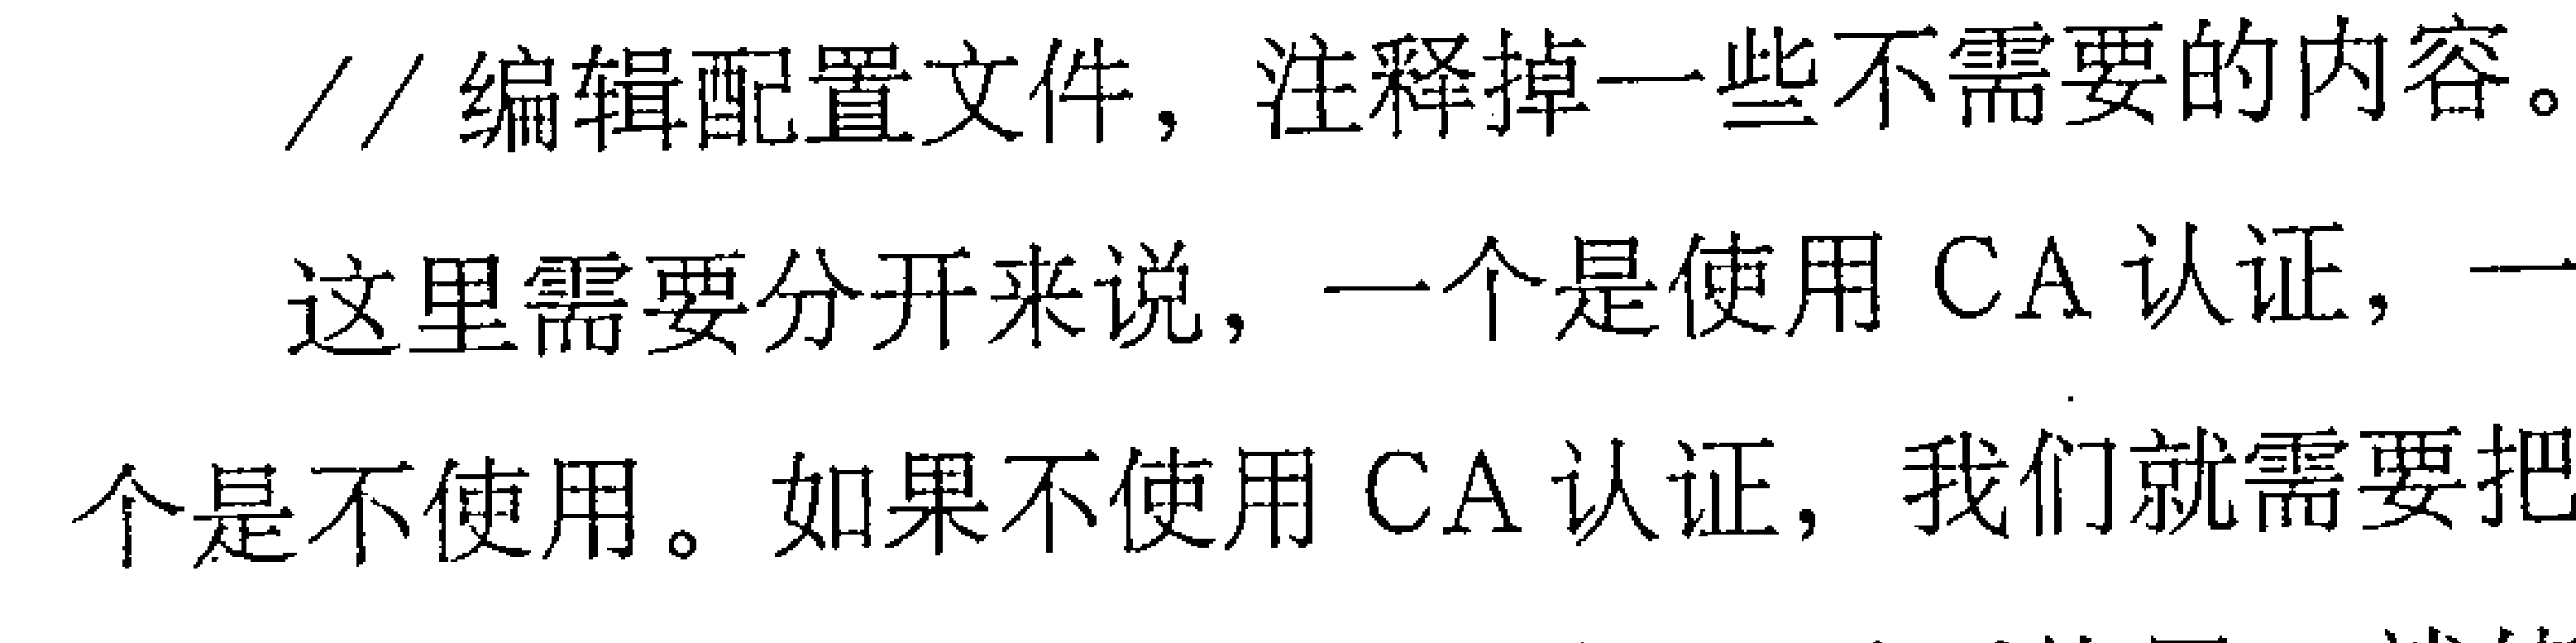 //编辑配置文件，注释掉一些不需要的内容。
这里需要分开来说，一个是使用 CA 认证，一
个是不使用。如果不使用 CA 认证，我们就需要把